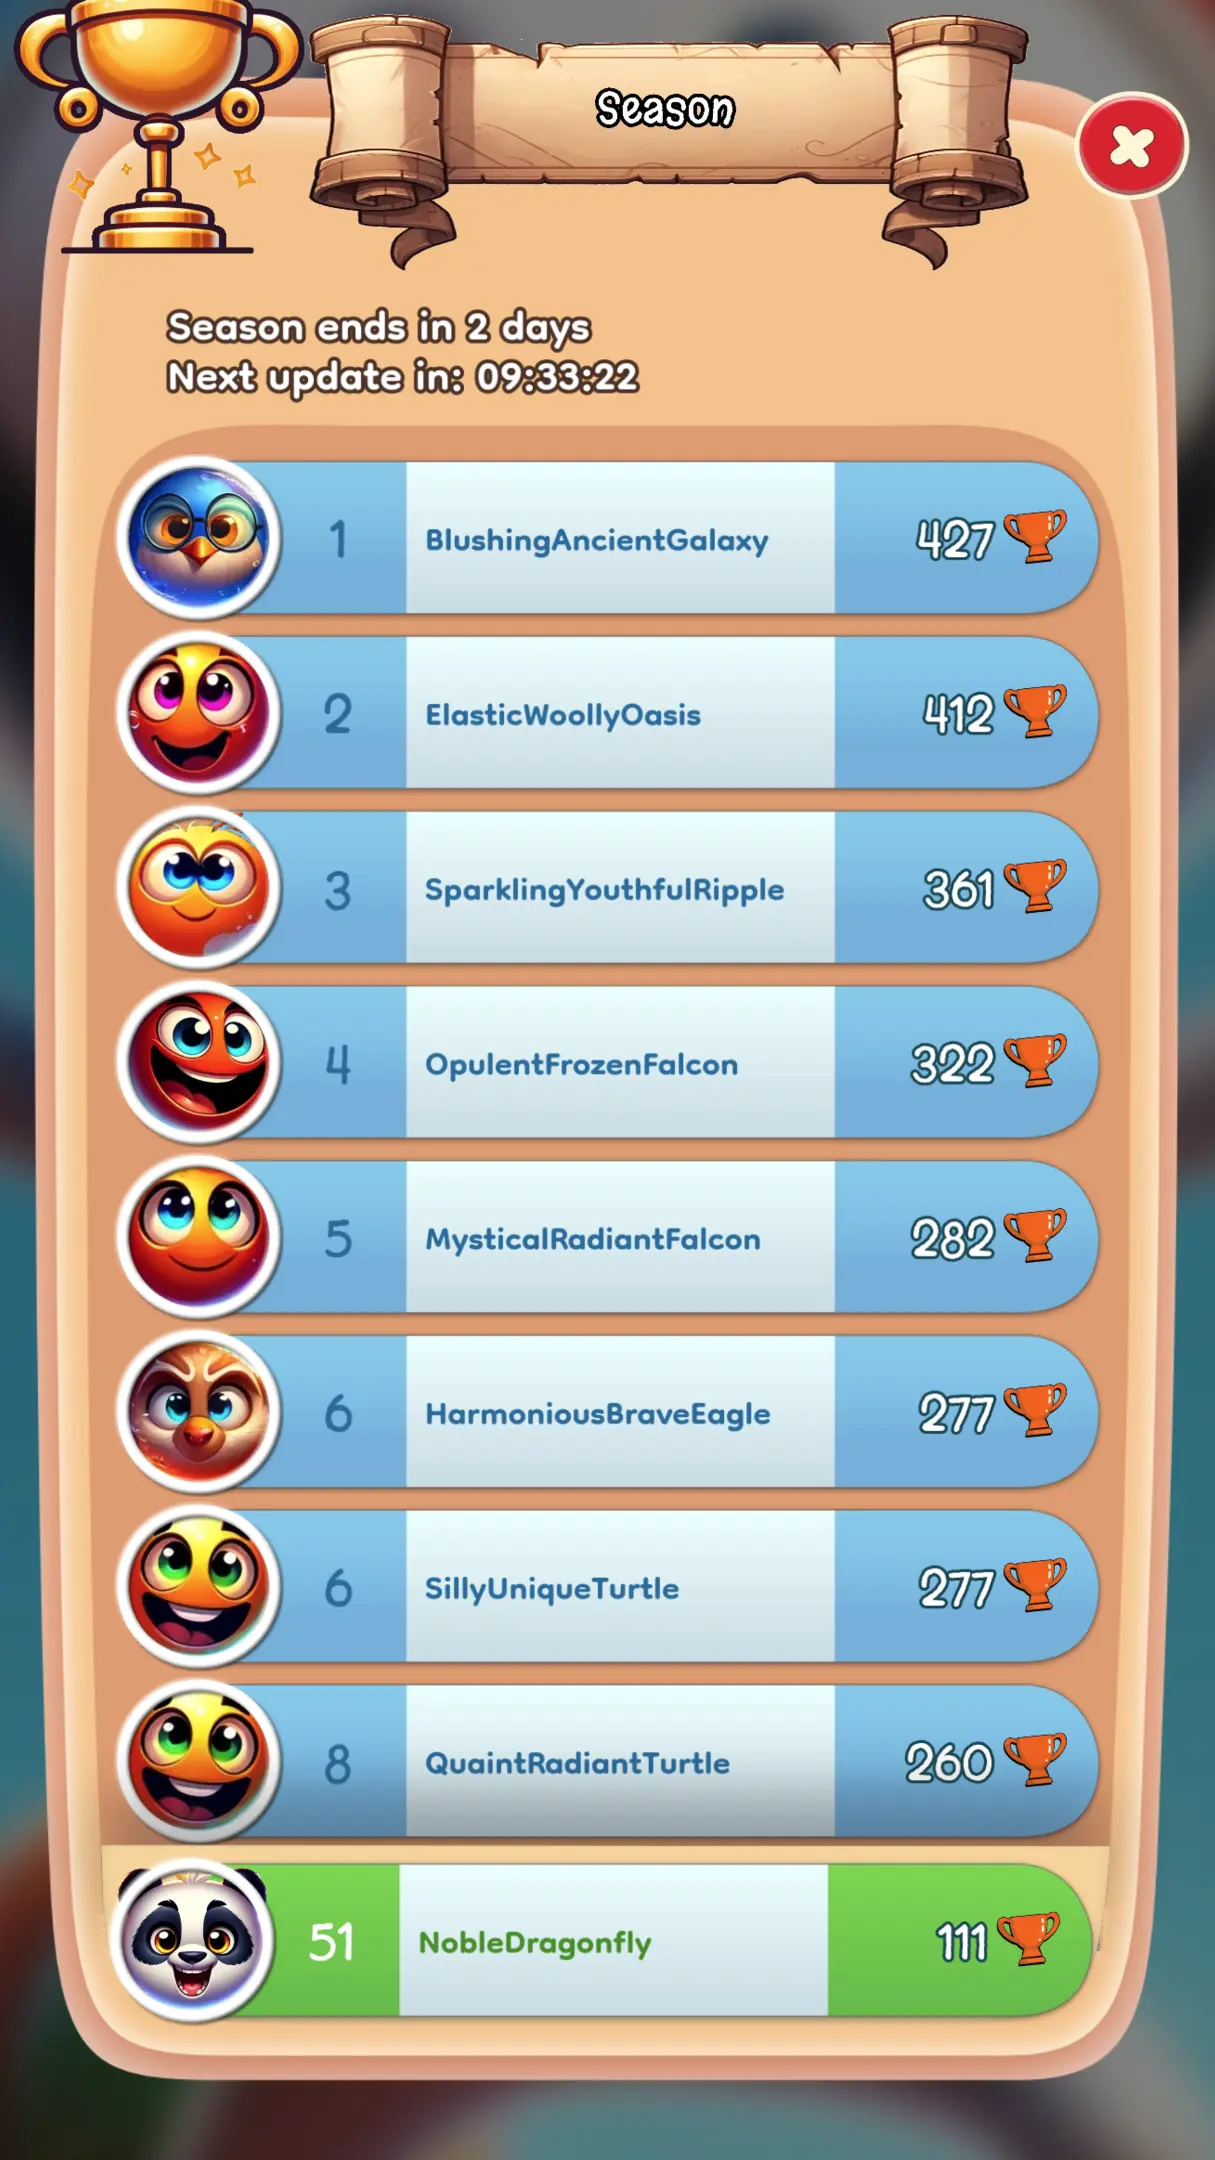 Season
Season ends in 2 days
Next update in: 09:33:22
1 BlushingAncientGalaxy 427
2 ElasticWoollyOasis 412
3 SparklingYouthfulRipple 361
4 OpulentFrozenFalcon 322
5 MysticalRadiantFalcon 282
6 HarmoniousBraveEagle 277
6 SillyUniqueTurtle 277
8 QuaintRadiantTurtle 260
51 NobleDragonfly 111